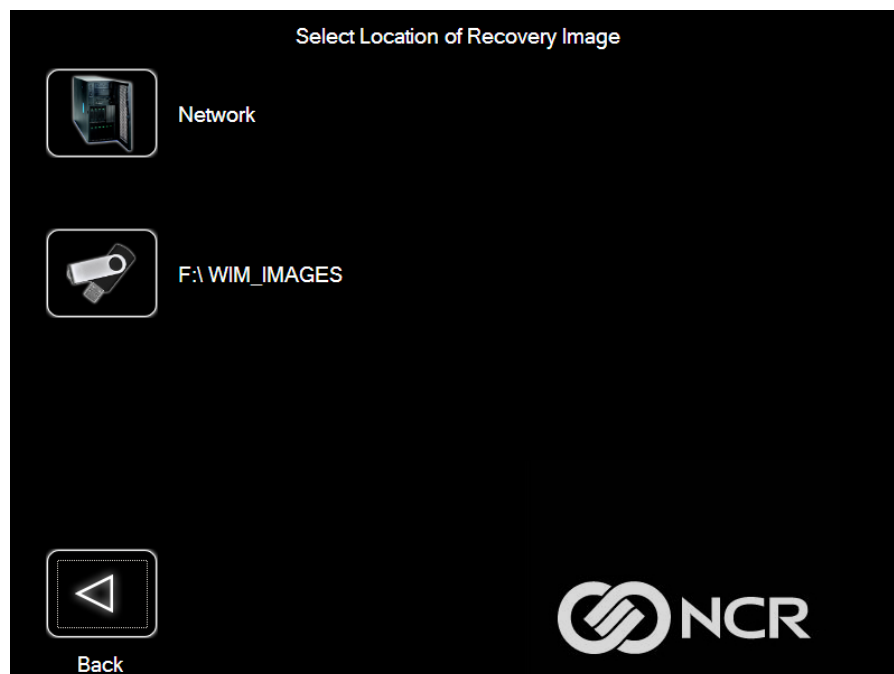 Select Location of Recovery Image
Network
F:\ WIM_IMAGES
Back
NCR